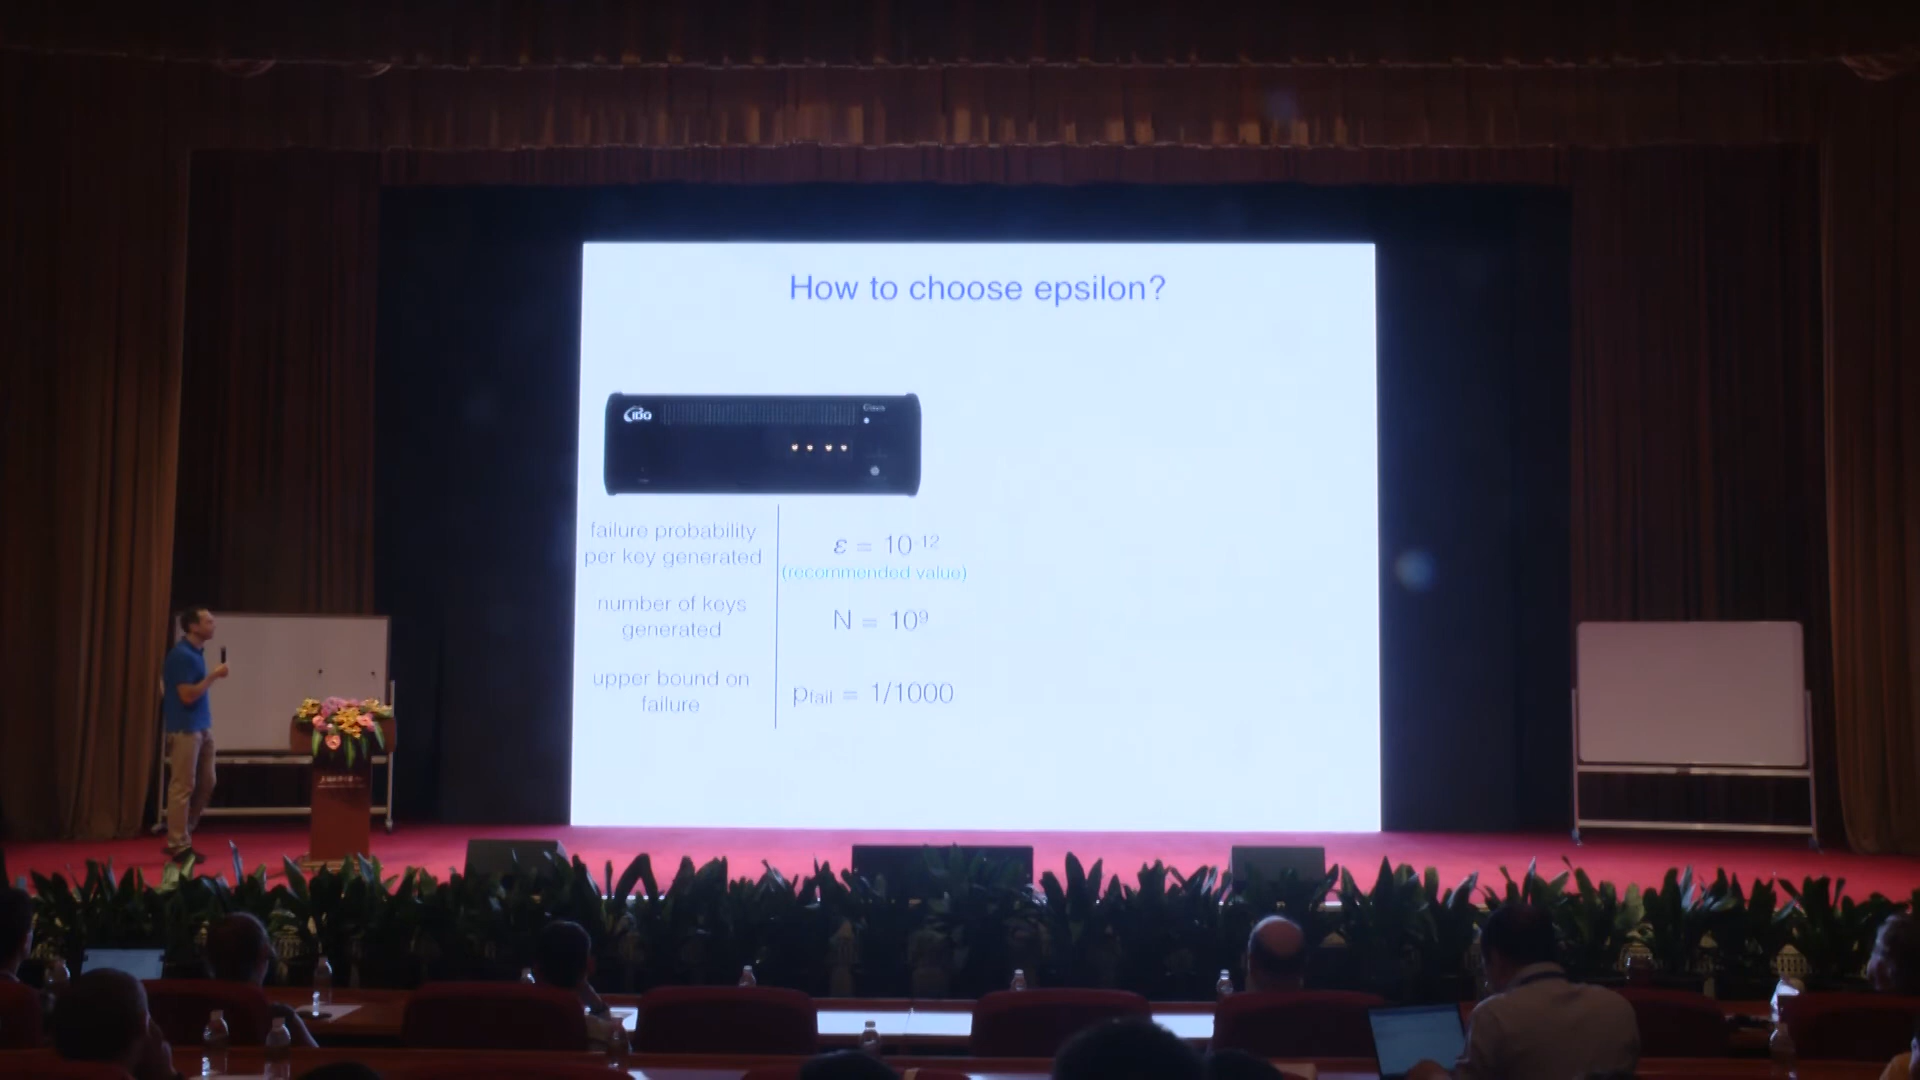 How to choose epsilon?
IDQ
failure probability
per key generated
ε = 10⁻¹²
(recommended value)
number of keys
generated
N = 10⁹
upper bound on
failure
pfail = 1/1000